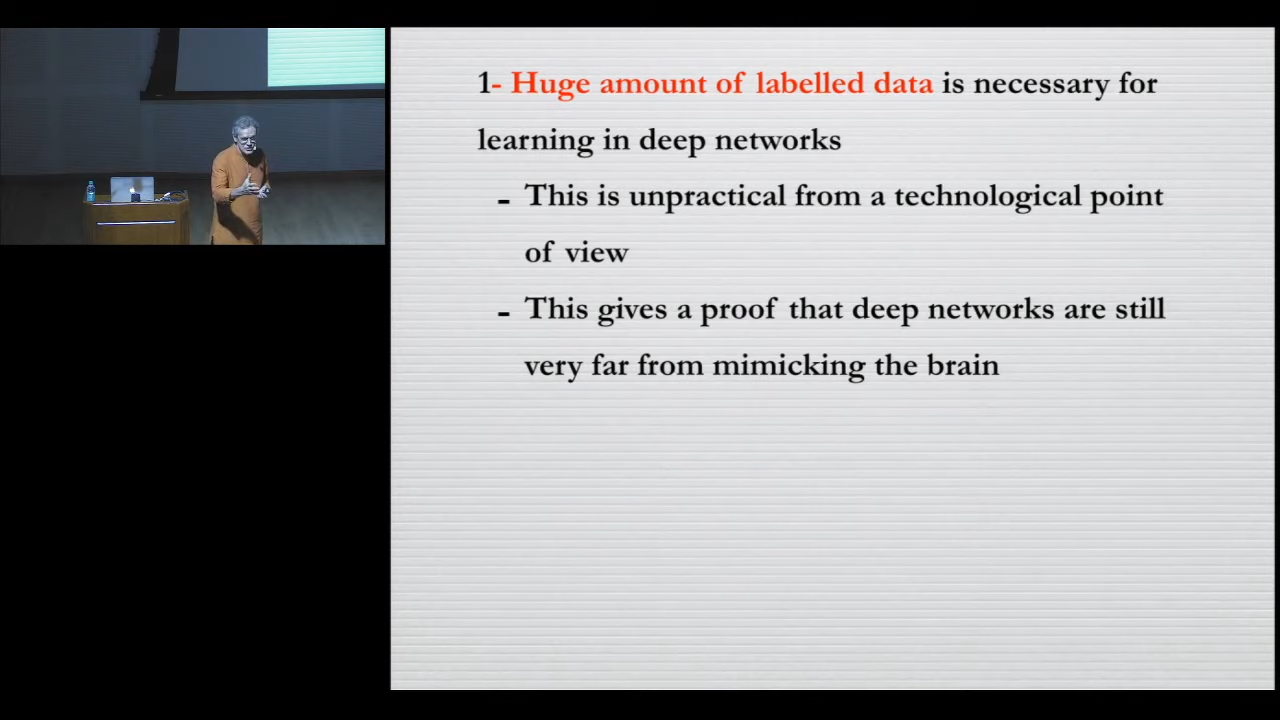 1- Huge amount of labelled data is necessary for
learning in deep networks
- This is unpractical from a technological point
of view
- This gives a proof that deep networks are still
very far from mimicking the brain